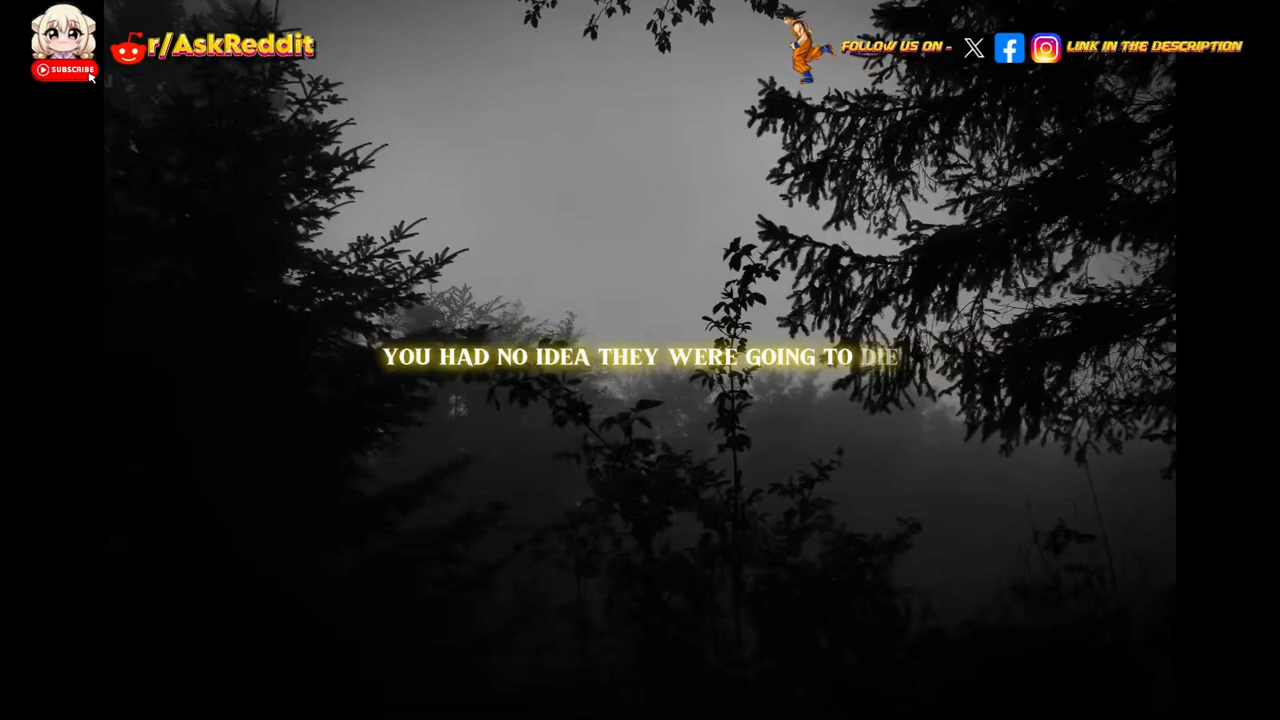 r/AskReddit
SUBSCRIBE
FOLLOW US ON -
LINK IN THE DESCRIPTION
YOU HAD NO IDEA THEY WERE GOING TO DIE